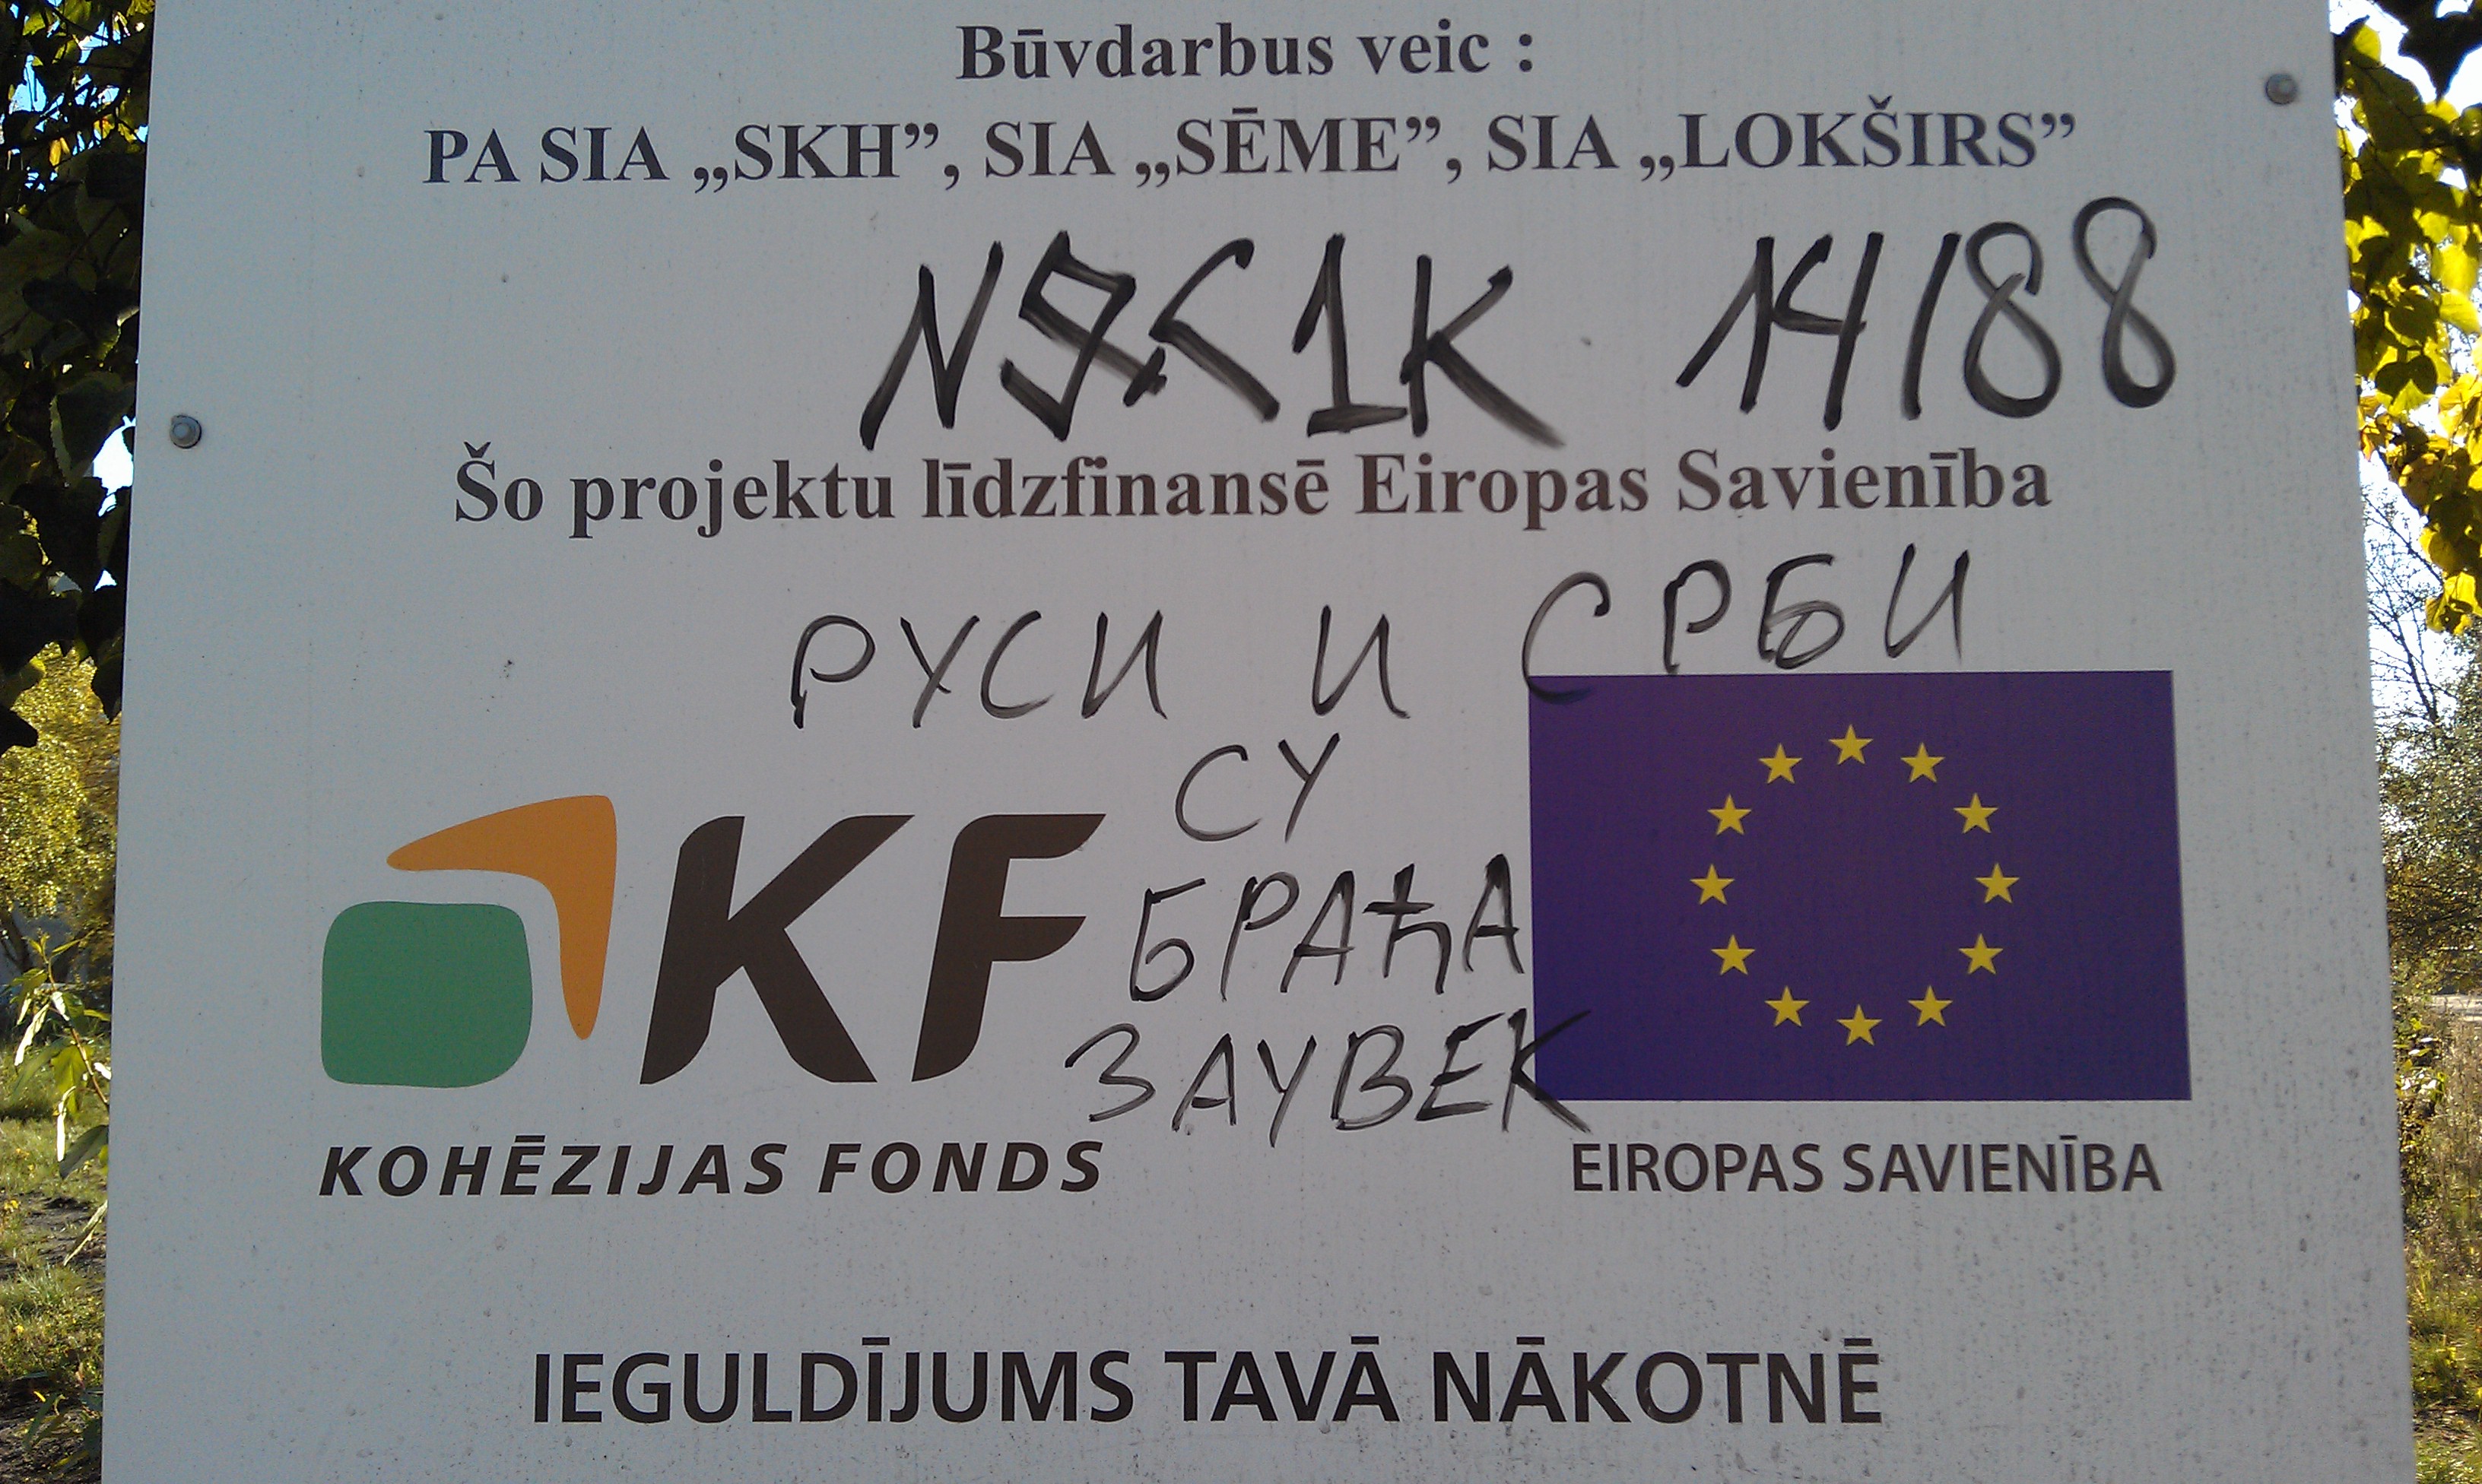 Būvdarbus veic :
PA SIA „SKH”, SIA „SĒME”, SIA „LOKŠIRS”
14/88
Šo projektu līdzfinansē Eiropas Savienība
РУСИ И СРБИ
СУ
БРАЋА
ЗАУВЕК
KF
KOHĒZIJAS FONDS
EIROPAS SAVIENĪBA
IEGULDĪJUMS TAVĀ NĀKOTNĒ